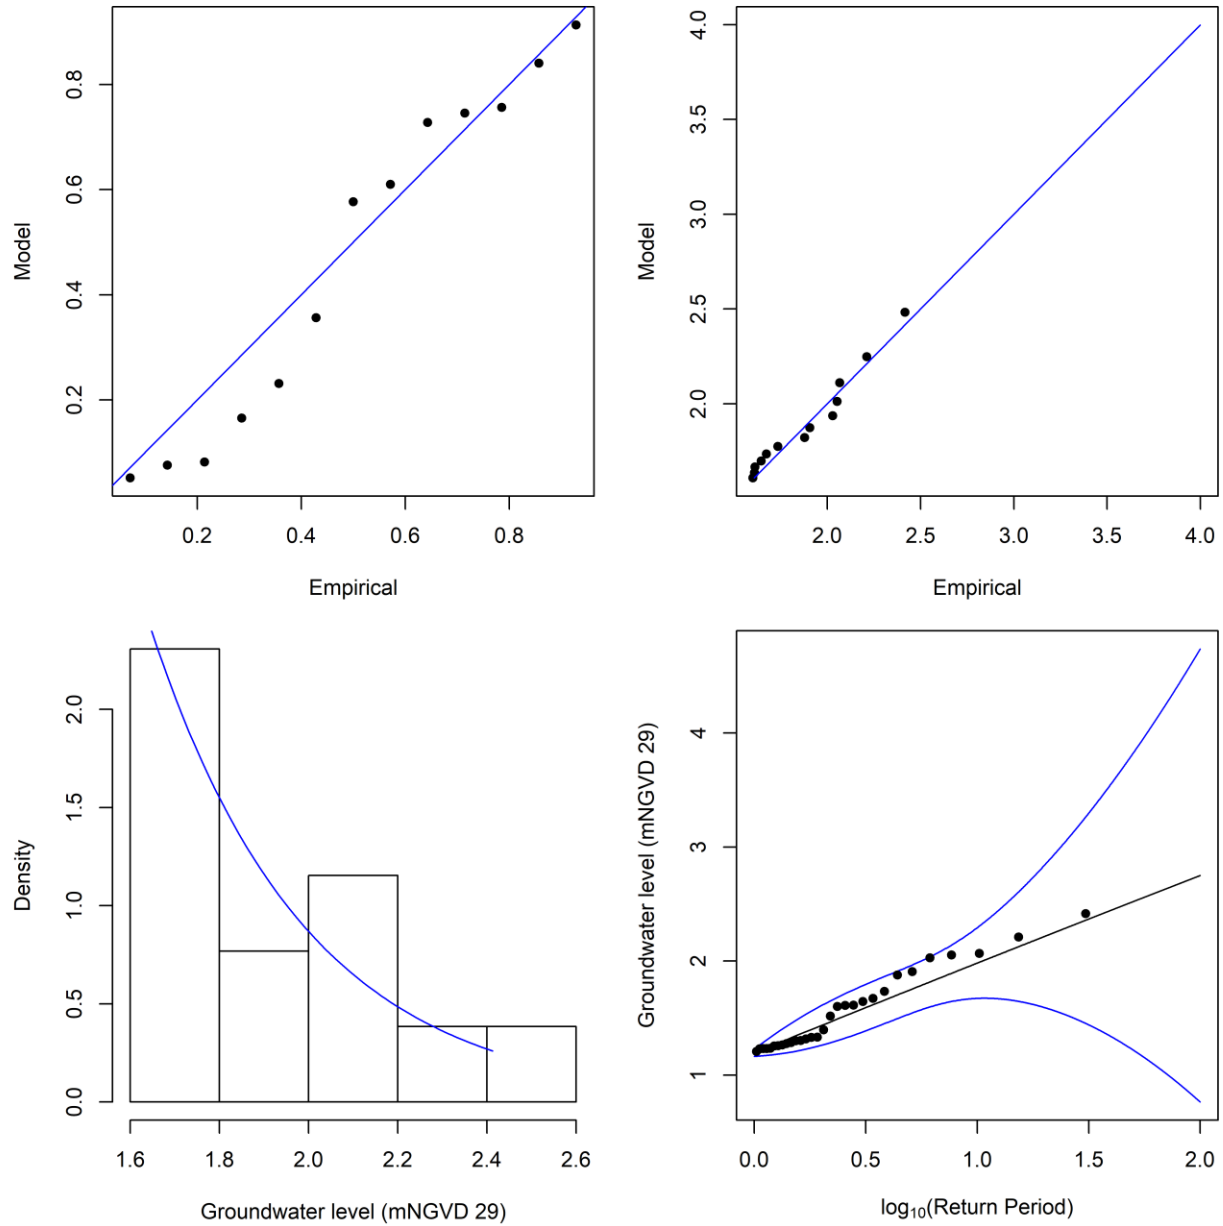 Model
0.8
0.6
0.4
0.2
0.2 0.4 0.6 0.8
Empirical
Model
4.0
3.5
3.0
2.5
2.0
2.0 2.5 3.0 3.5 4.0
Empirical
Density
2.0
1.5
1.0
0.5
0.0
1.6 1.8 2.0 2.2 2.4 2.6
Groundwater level (mNGVD 29)
Groundwater level (mNGVD 29)
4
3
2
1
0.0 0.5 1.0 1.5 2.0
log₁₀(Return Period)